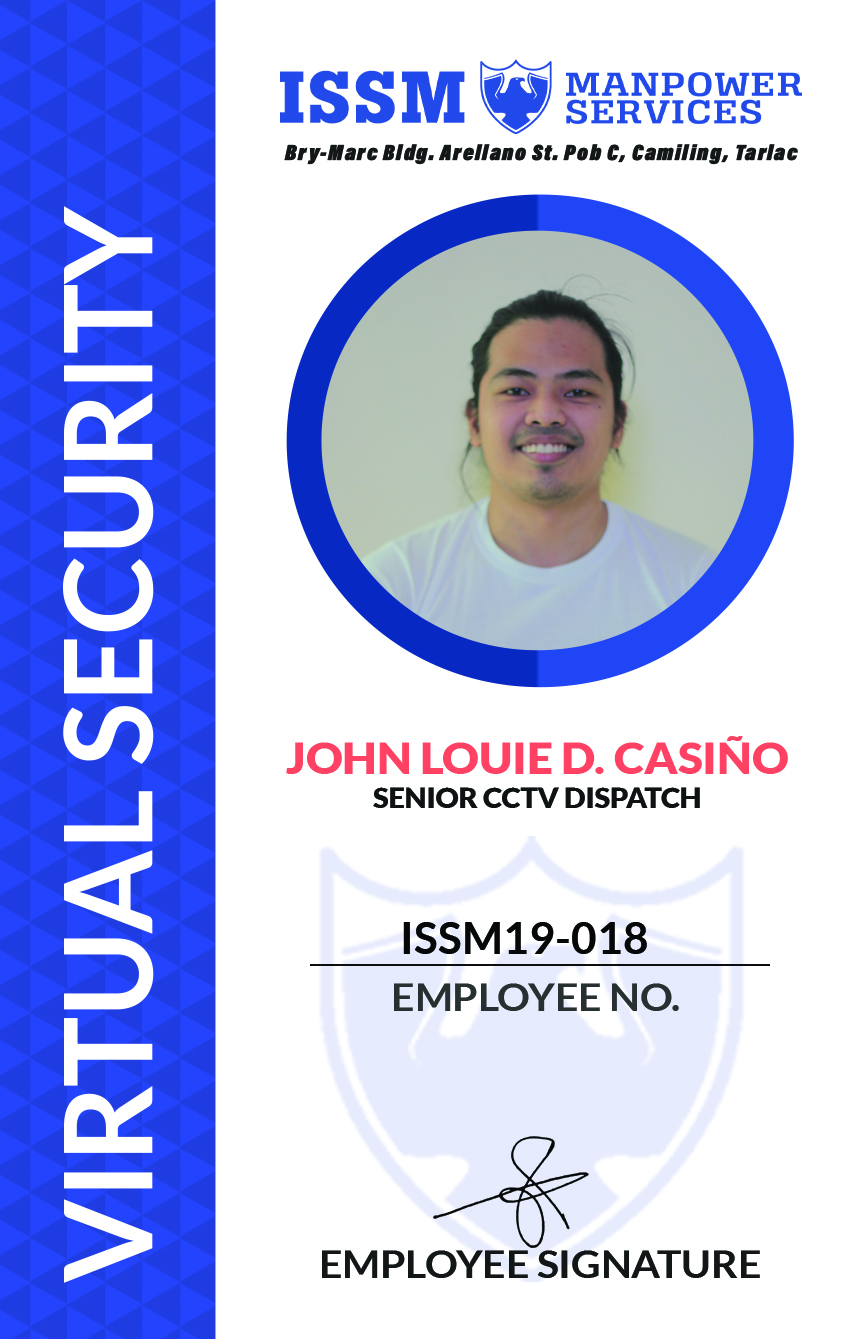 ISSM MANPOWER SERVICES
Bry-Marc Bldg. Arellano St. Pob C, Camiling, Tarlac
VIRTUAL SECURITY
JOHN LOUIE D. CASIÑO
SENIOR CCTV DISPATCH
ISSM19-018
EMPLOYEE NO.
EMPLOYEE SIGNATURE